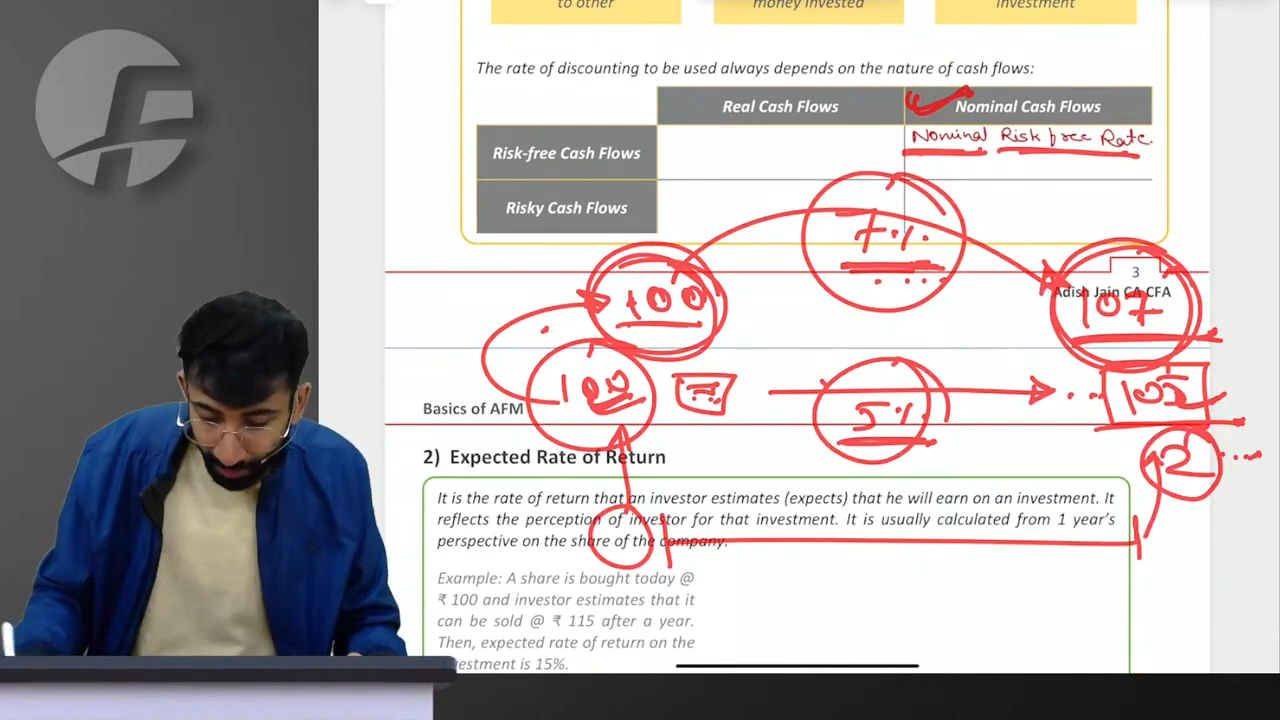 to other
money invested
investment
The rate of discounting to be used always depends on the nature of cash flows:
Real Cash Flows
Nominal Cash Flows
Risk-free Cash Flows
Nominal Risk free Rate.
Risky Cash Flows
7%
3
Adish Jain CA CFA
100
107
100
5%
105
Basics of AFM
2
2) Expected Rate of Return
It is the rate of return that an investor estimates (expects) that he will earn on an investment. It
reflects the perception of investor for that investment. It is usually calculated from 1 year's
perspective on the share of the company.
Example: A share is bought today @
₹ 100 and investor estimates that it
can be sold @ ₹ 115 after a year.
Then, expected rate of return on the
investment is 15%.